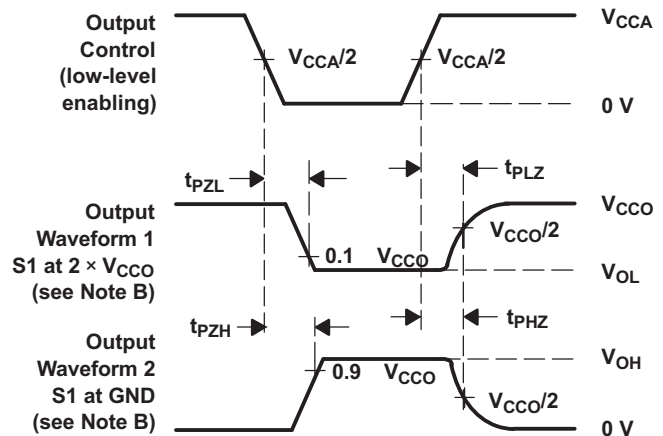 Output
Control
(low-level
enabling)
VCCA/2
VCCA/2
VCCA
0 V
tPZL
tPLZ
Output
Waveform 1
S1 at 2 × VCCO
(see Note B)
0.1 VCCO
VCCO/2
VCCO
VOL
tPZH
tPHZ
Output
Waveform 2
S1 at GND
(see Note B)
0.9 VCCO
VCCO/2
VOH
0 V